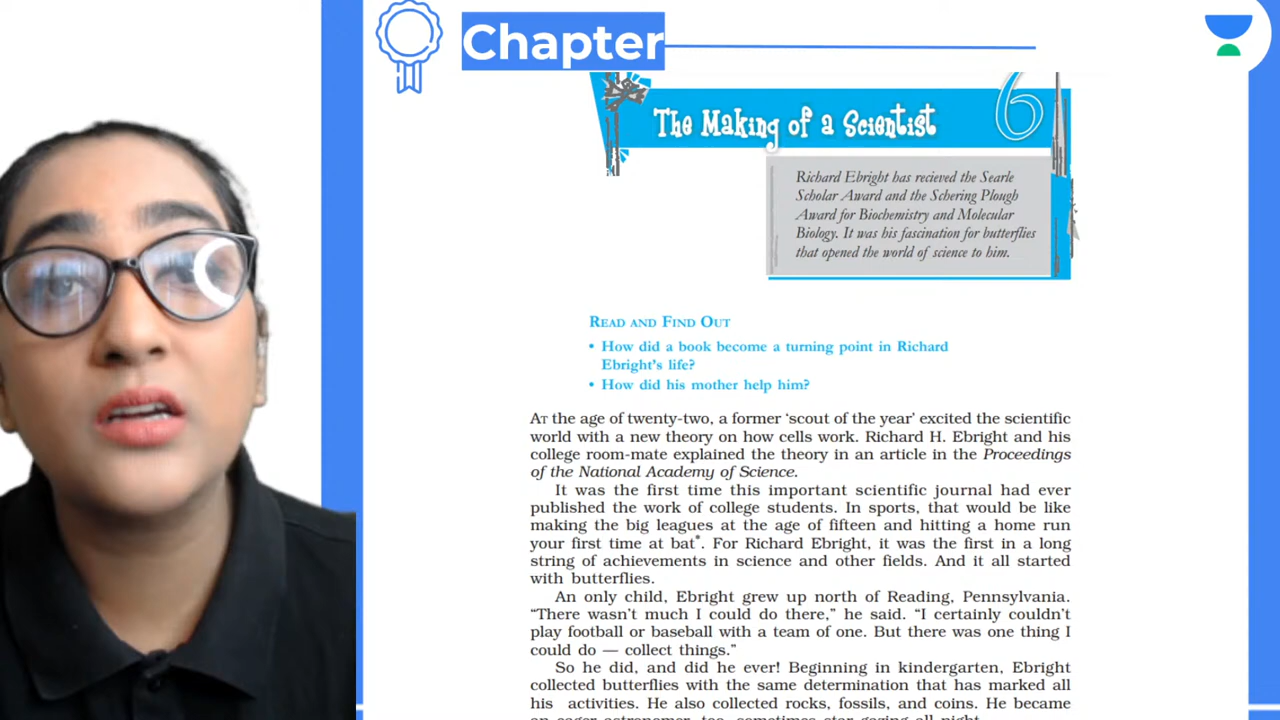 Chapter
The Making of a Scientist
6
Richard Ebright has recieved the Searle
Scholar Award and the Schering Plough
Award for Biochemistry and Molecular
Biology. It was his fascination for butterflies
that opened the world of science to him.
READ AND FIND OUT
• How did a book become a turning point in Richard
Ebright's life?
• How did his mother help him?
AT the age of twenty-two, a former ‘scout of the year’ excited the scientific
world with a new theory on how cells work. Richard H. Ebright and his
college room-mate explained the theory in an article in the Proceedings
of the National Academy of Science.
It was the first time this important scientific journal had ever
published the work of college students. In sports, that would be like
making the big leagues at the age of fifteen and hitting a home run
your first time at bat*. For Richard Ebright, it was the first in a long
string of achievements in science and other fields. And it all started
with butterflies.
An only child, Ebright grew up north of Reading, Pennsylvania.
“There wasn’t much I could do there,” he said. “I certainly couldn’t
play football or baseball with a team of one. But there was one thing I
could do — collect things.”
So he did, and did he ever! Beginning in kindergarten, Ebright
collected butterflies with the same determination that has marked all
his activities. He also collected rocks, fossils, and coins. He became
an eager astronomer, too, sometimes star-gazing all night.